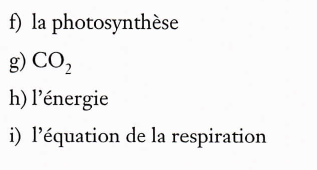 f) la photosynthèse
g) CO₂
h) l'énergie
i) l'équation de la respiration